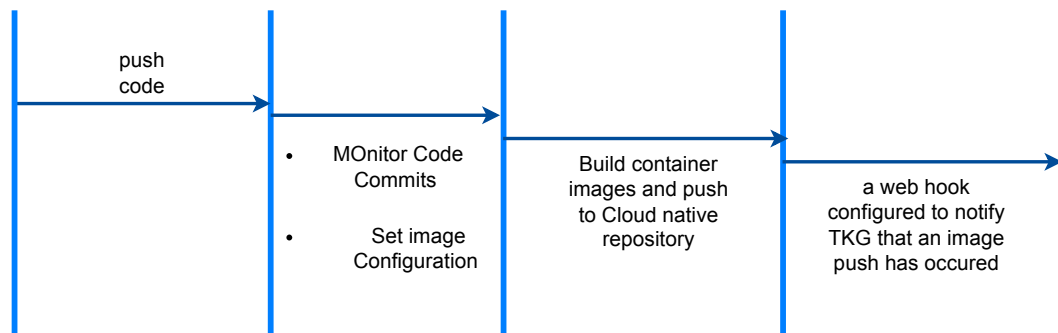 push
code
• MOnitor Code
Commits
• Set image
Configuration
Build container
images and push
to Cloud native
repository
a web hook
configured to notify
TKG that an image
push has occured